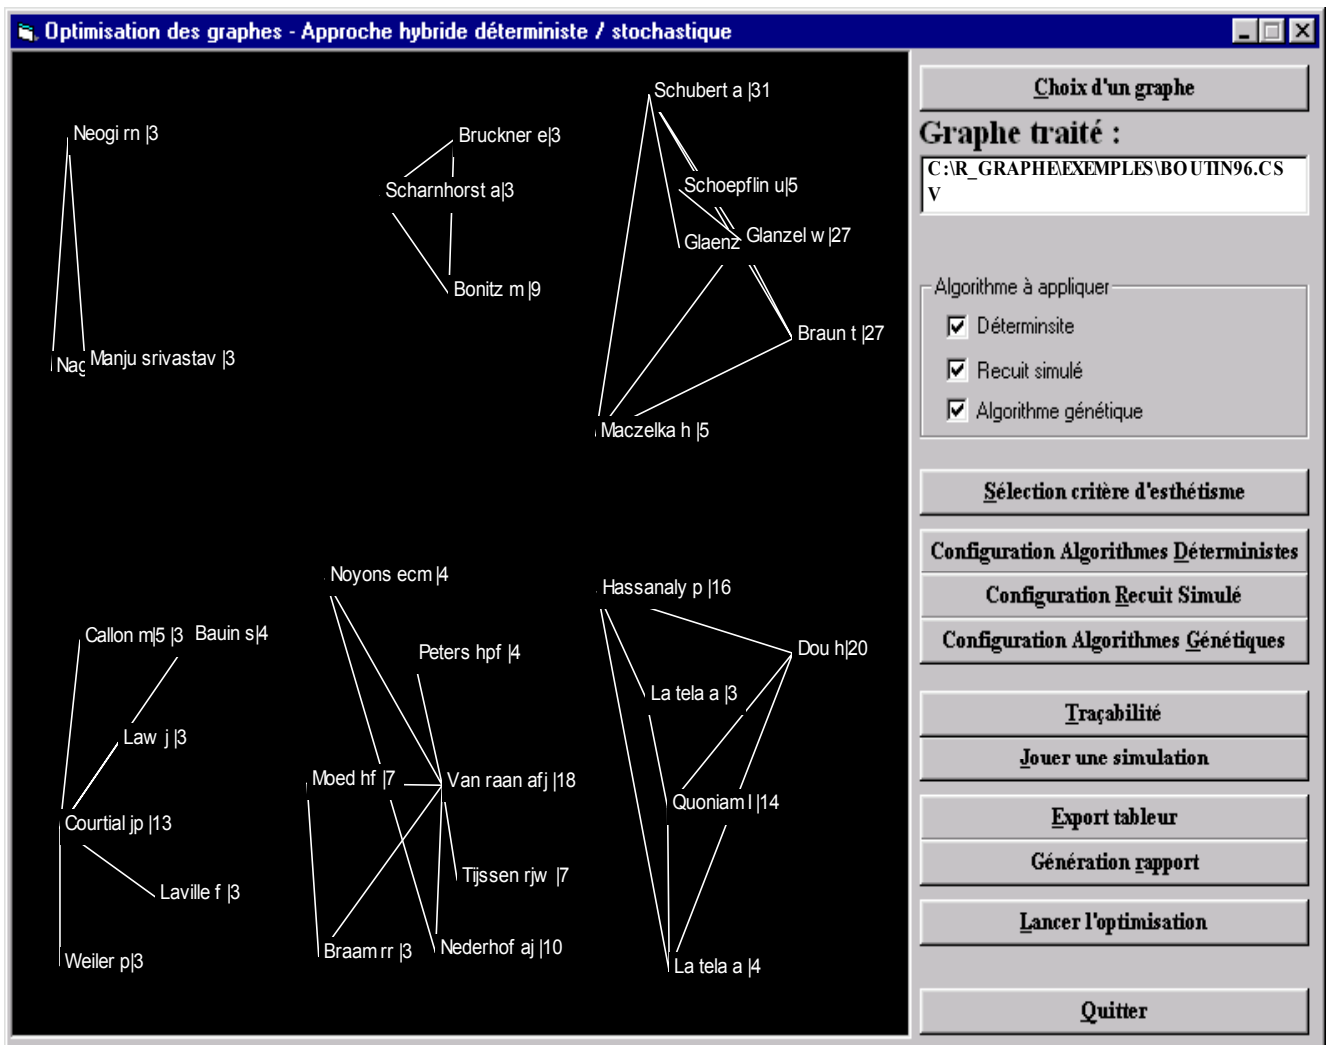 Optimisation des graphes - Approche hybride déterministe / stochastique
Neogi rn |3
Nag
Manju srivastav |3
Bruckner e|3
Scharnhorst a|3
Bonitz m |9
Schubert a |31
Schoepflin u|5
Glaenz
Glanzel w |27
Braun t |27
Maczelka h |5
Callon m|5 |3
Bauin s|4
Law j |3
Courtial jp |13
Laville f |3
Weiler p|3
Noyons ecm |4
Peters hpf |4
Moed hf |7
Van raan afj |18
Tijssen rjw |7
Braam rr |3
Nederhof aj |10
Hassanaly p |16
Dou h|20
La tela a |3
Quoniam l |14
La tela a |4
Choix d'un graphe
Graphe traité :
C:\R_GRAPHE\EXEMPLES\BOUTIN96.CS
V
Algorithme à appliquer
Déterminsite
Recuit simulé
Algorithme génétique
Sélection critère d'esthétisme
Configuration Algorithmes Déterministes
Configuration Recuit Simulé
Configuration Algorithmes Génétiques
Traçabilité
Jouer une simulation
Export tableur
Génération rapport
Lancer l'optimisation
Quitter